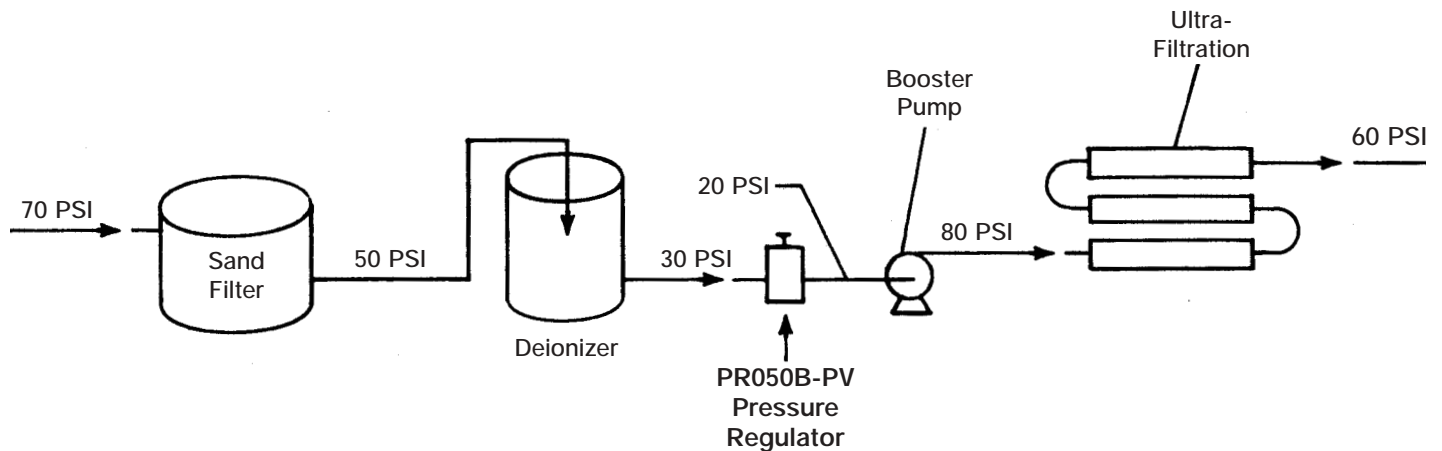 Ultra-
Filtration
Booster
Pump
60 PSI
20 PSI
70 PSI
80 PSI
Sand
Filter
50 PSI
30 PSI
Deionizer
PR050B-PV
Pressure
Regulator